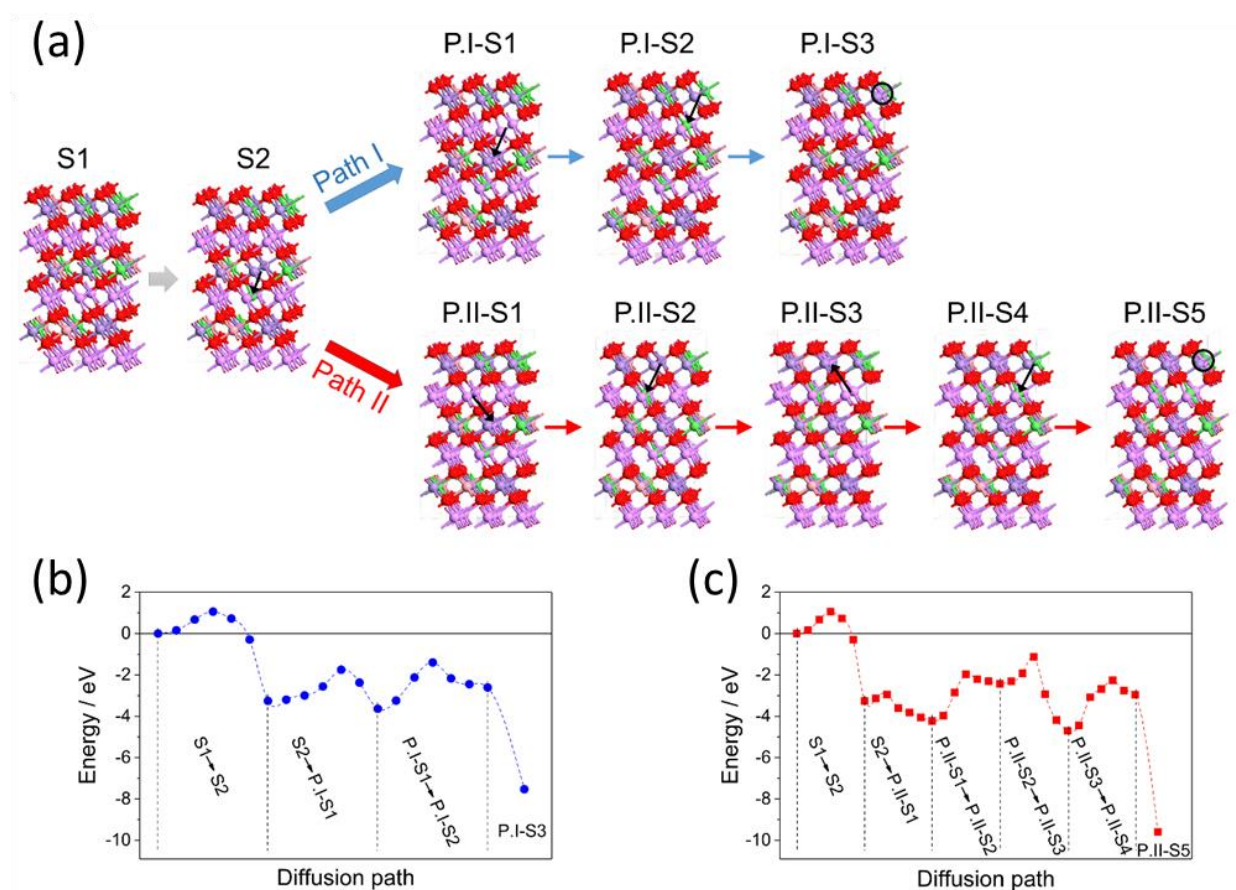 (a)
P.I-S1
P.I-S2
P.I-S3
S1
S2
Path I
Path II
P.II-S1
P.II-S2
P.II-S3
P.II-S4
P.II-S5
(b)
2
0
-2
-4
-6
-8
-10
Energy / eV
S1→S2
S2→P.I-S1
P.I-S1→P.I-S2
P.I-S3
Diffusion path
(c)
2
0
-2
-4
-6
-8
-10
Energy / eV
S1→S2
S2→P.II-S1
P.II-S1→P.II-S2
P.II-S2→P.II-S3
P.II-S3→P.II-S4
P.II-S5
Diffusion path